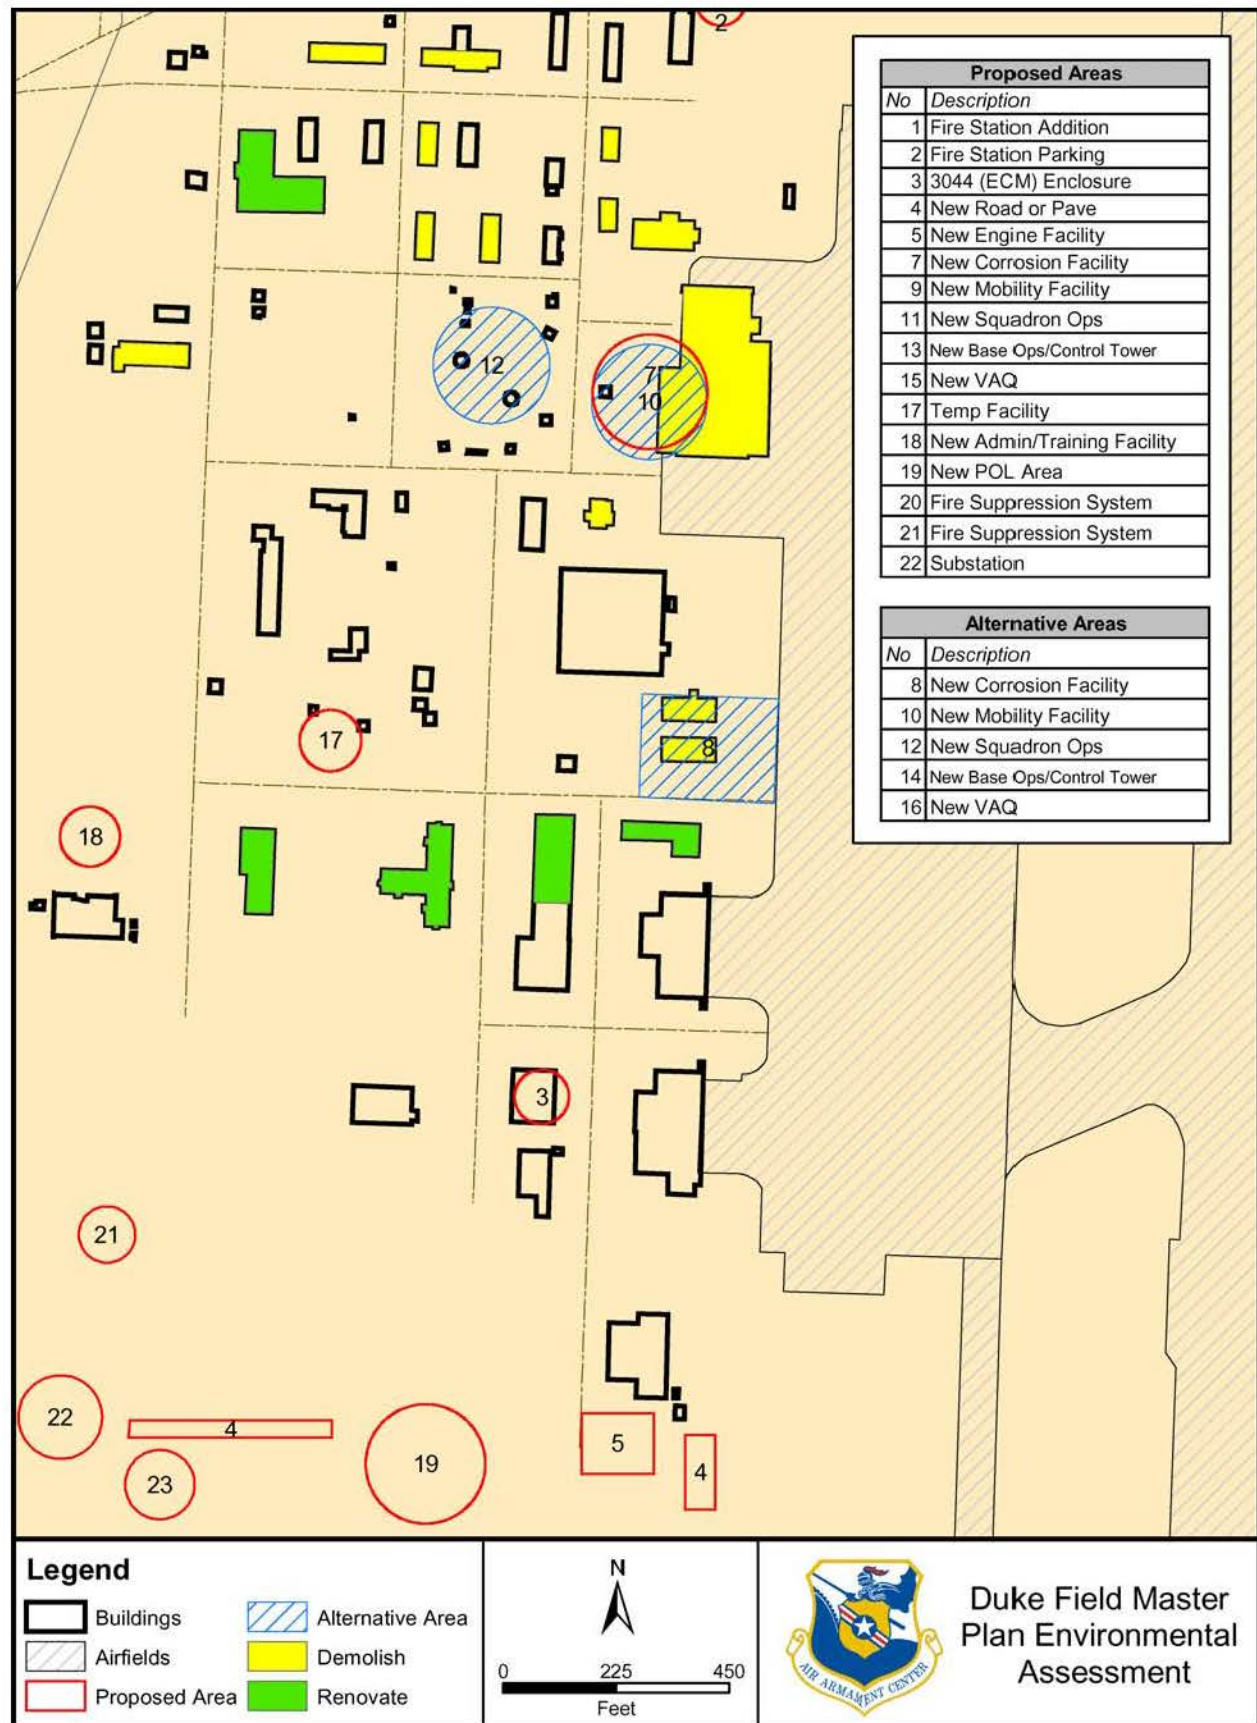 2
Proposed Areas
No Description
1 Fire Station Addition
2 Fire Station Parking
3 3044 (ECM) Enclosure
4 New Road or Pave
5 New Engine Facility
7 New Corrosion Facility
9 New Mobility Facility
11 New Squadron Ops
13 New Base Ops/Control Tower
15 New VAQ
17 Temp Facility
18 New Admin/Training Facility
19 New POL Area
20 Fire Suppression System
21 Fire Suppression System
22 Substation
Alternative Areas
No Description
8 New Corrosion Facility
10 New Mobility Facility
12 New Squadron Ops
14 New Base Ops/Control Tower
16 New VAQ
12
7
10
17
8
18
3
21
22
4
23
19
5
4
Legend
Buildings
Airfields
Proposed Area
Alternative Area
Demolish
Renovate
N
0 225 450
Feet
AIR ARMAMENT CENTER
Duke Field Master
Plan Environmental
Assessment